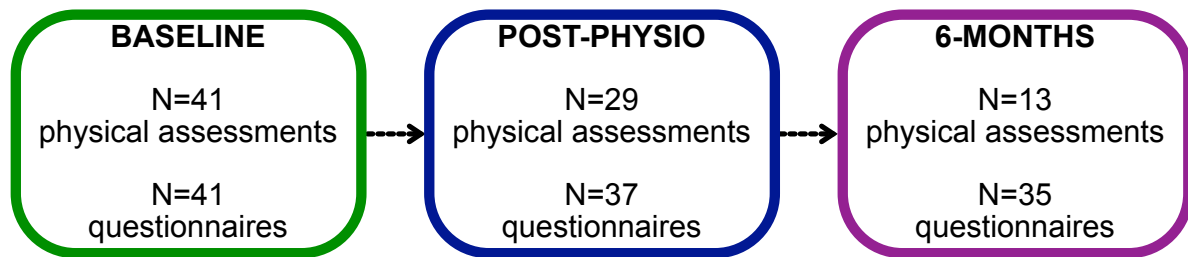 BASELINE
N=41
physical assessments
N=41
questionnaires
POST-PHYSIO
N=29
physical assessments
N=37
questionnaires
6-MONTHS
N=13
physical assessments
N=35
questionnaires